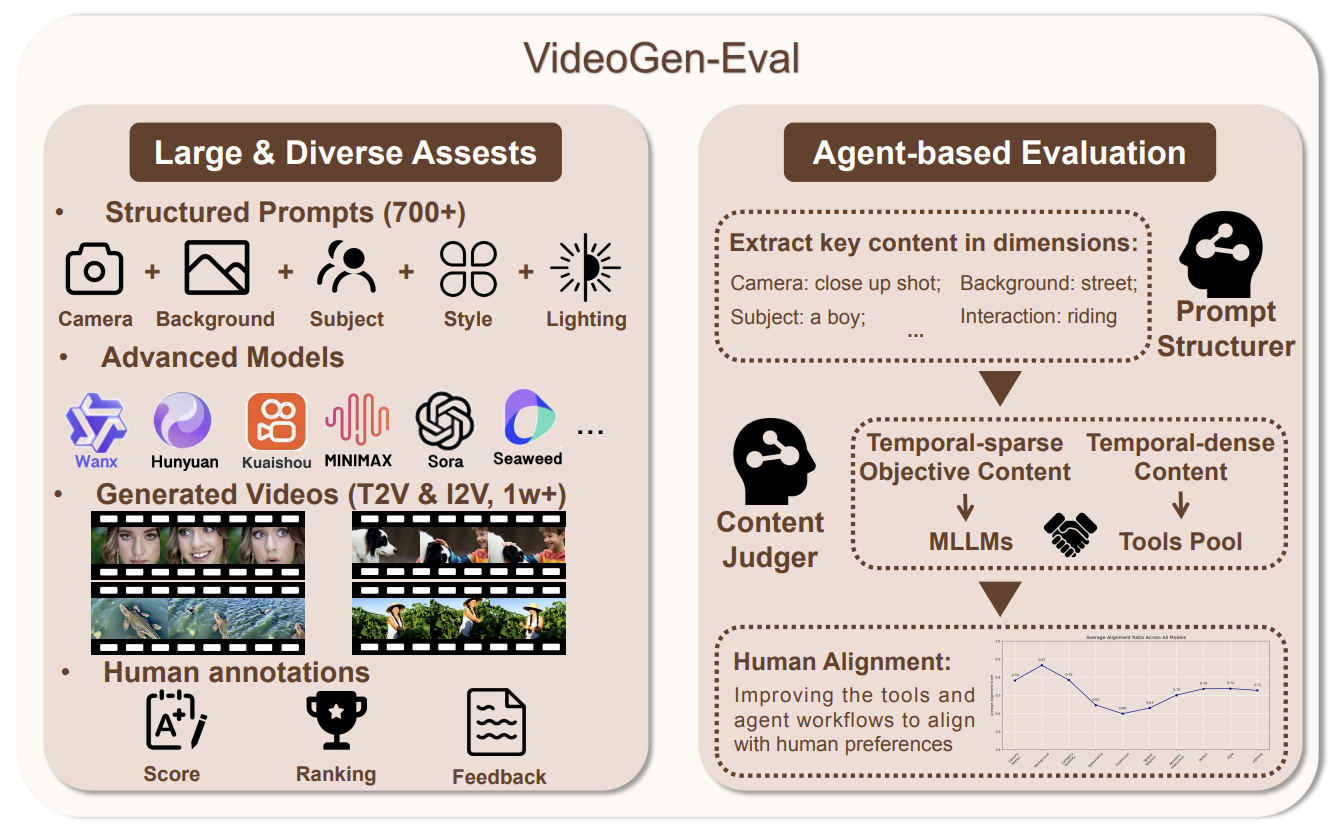 VideoGen-Eval
Large & Diverse Assests
• Structured Prompts (700+)
+ + + +
Camera Background Subject Style Lighting
• Advanced Models
Wanx Hunyuan Kuaishou MINIMAX Sora Seaweed ...
• Generated Videos (T2V & I2V, 1w+)
• Human annotations
A+
Score Ranking Feedback
Agent-based Evaluation
Extract key content in dimensions:
Camera: close up shot; Background: street;
Subject: a boy; Interaction: riding
...
Prompt
Structurer
Content
Judger
Temporal-sparse
Objective Content
MLLMs
Temporal-dense
Content
Tools Pool
Human Alignment:
Improving the tools and
agent workflows to align
with human preferences
Average Alignment Ratio Across All Models